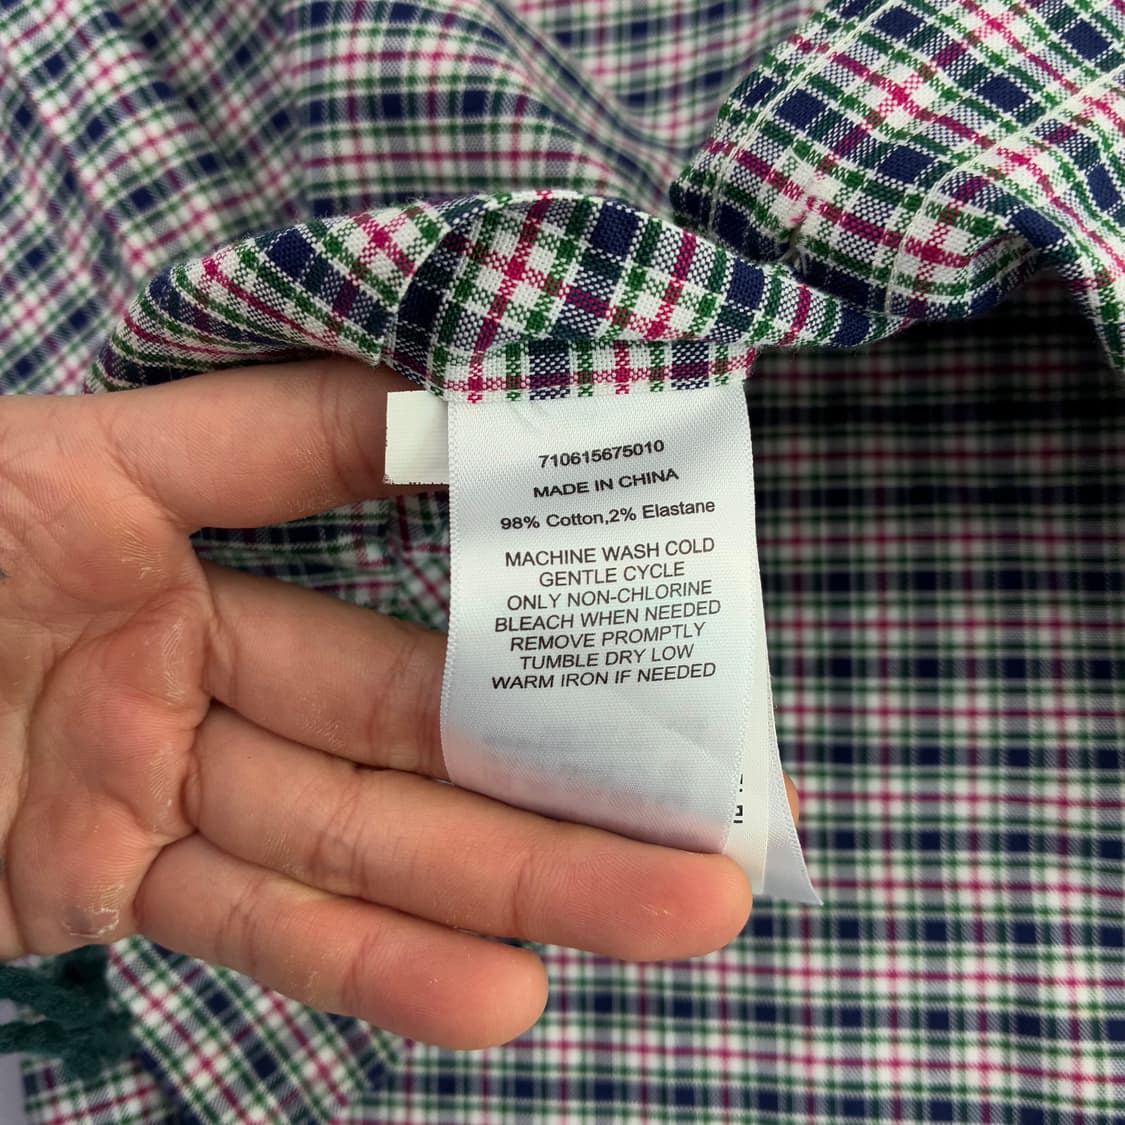 710615675010
MADE IN CHINA
98% Cotton,2% Elastane
MACHINE WASH COLD
GENTLE CYCLE
ONLY NON-CHLORINE
BLEACH WHEN NEEDED
REMOVE PROMPTLY
TUMBLE DRY LOW
WARM IRON IF NEEDED